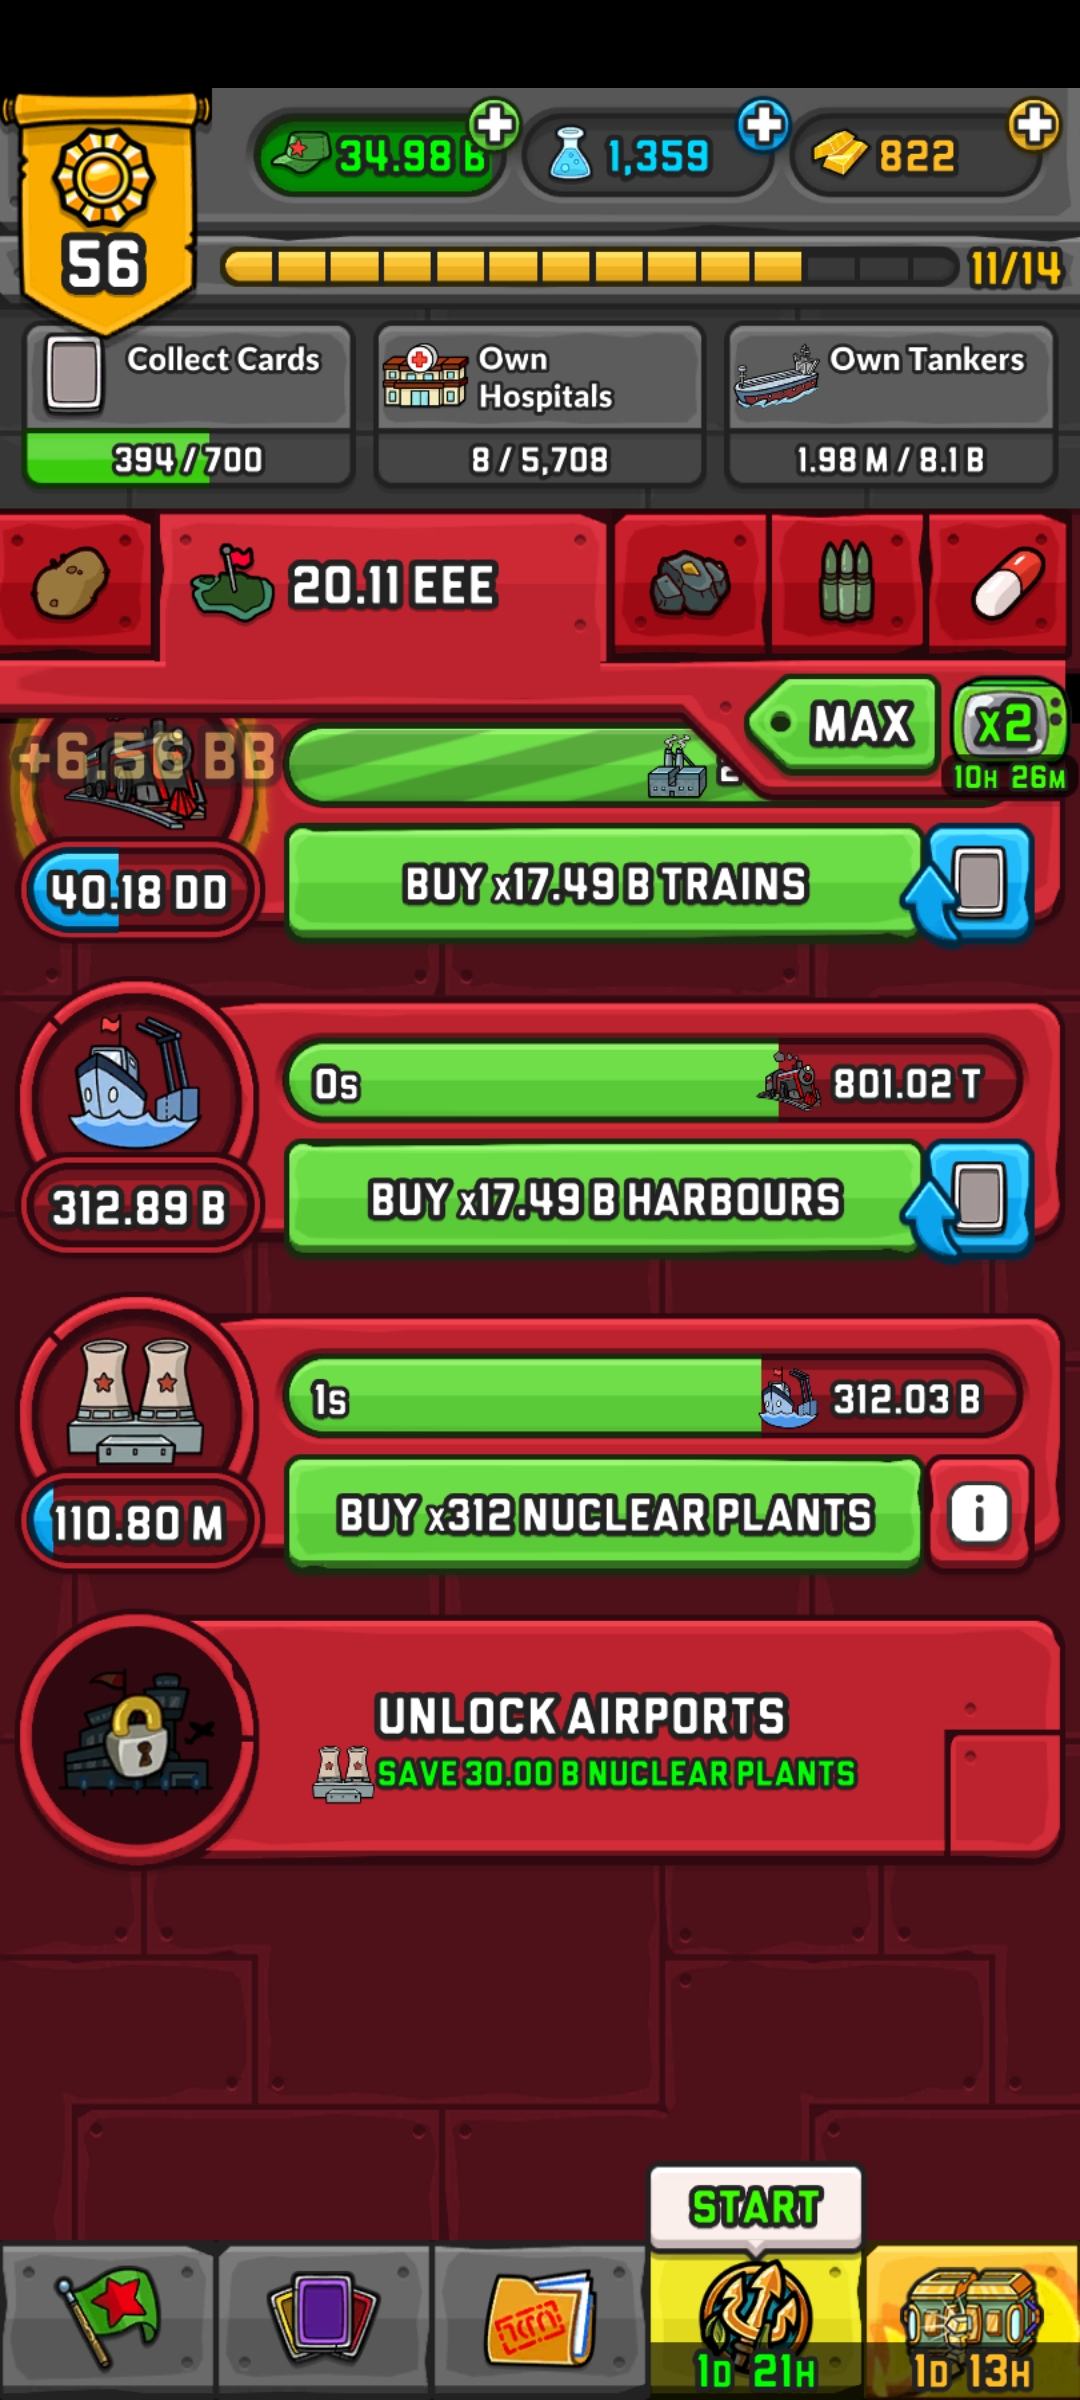 34.98 B
1,359
822
56
11/14
Collect Cards
394 / 700
Own
Hospitals
8 / 5,708
Own Tankers
1.98 M / 8.1 B
20.11 EEE
MAX
x2
10H 26M
+6.56 BB
40.18 DD
BUY x17.49 B TRAINS
0s
801.02 T
312.89 B
BUY x17.49 B HARBOURS
1s
312.03 B
110.80 M
BUY x312 NUCLEAR PLANTS
i
UNLOCK AIRPORTS
SAVE 30.00 B NUCLEAR PLANTS
START
1D 21H
1D 13H